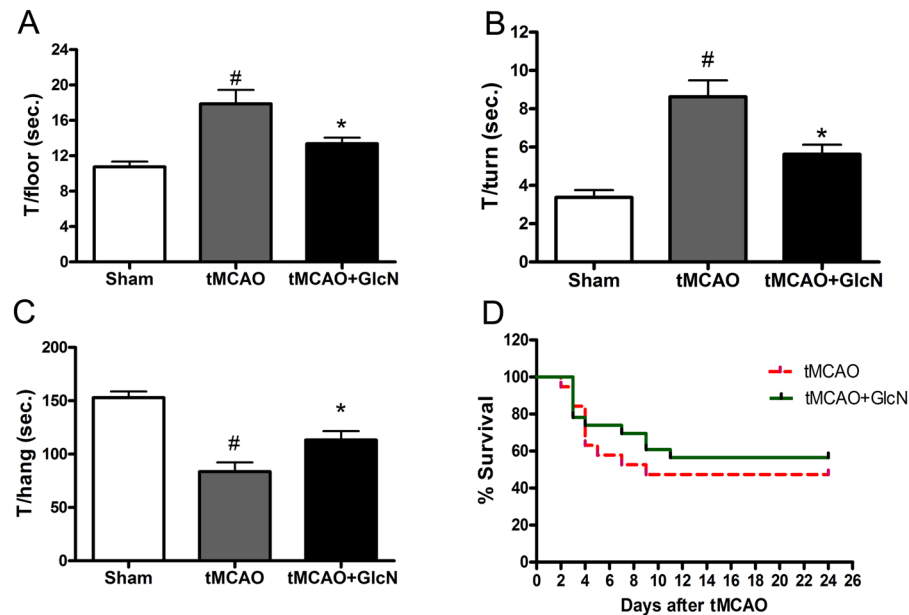 A
T/floor (sec.)
24
20
16
12
8
4
0
#
*
Sham
tMCAO
tMCAO+GlcN
B
T/turn (sec.)
12
10
8
6
4
2
0
#
*
Sham
tMCAO
tMCAO+GlcN
C
T/hang (sec.)
200
150
100
50
0
#
*
Sham
tMCAO
tMCAO+GlcN
D
% Survival
120
100
80
60
40
20
0
tMCAO
tMCAO+GlcN
0 2 4 6 8 10 12 14 16 18 20 22 24 26
Days after tMCAO